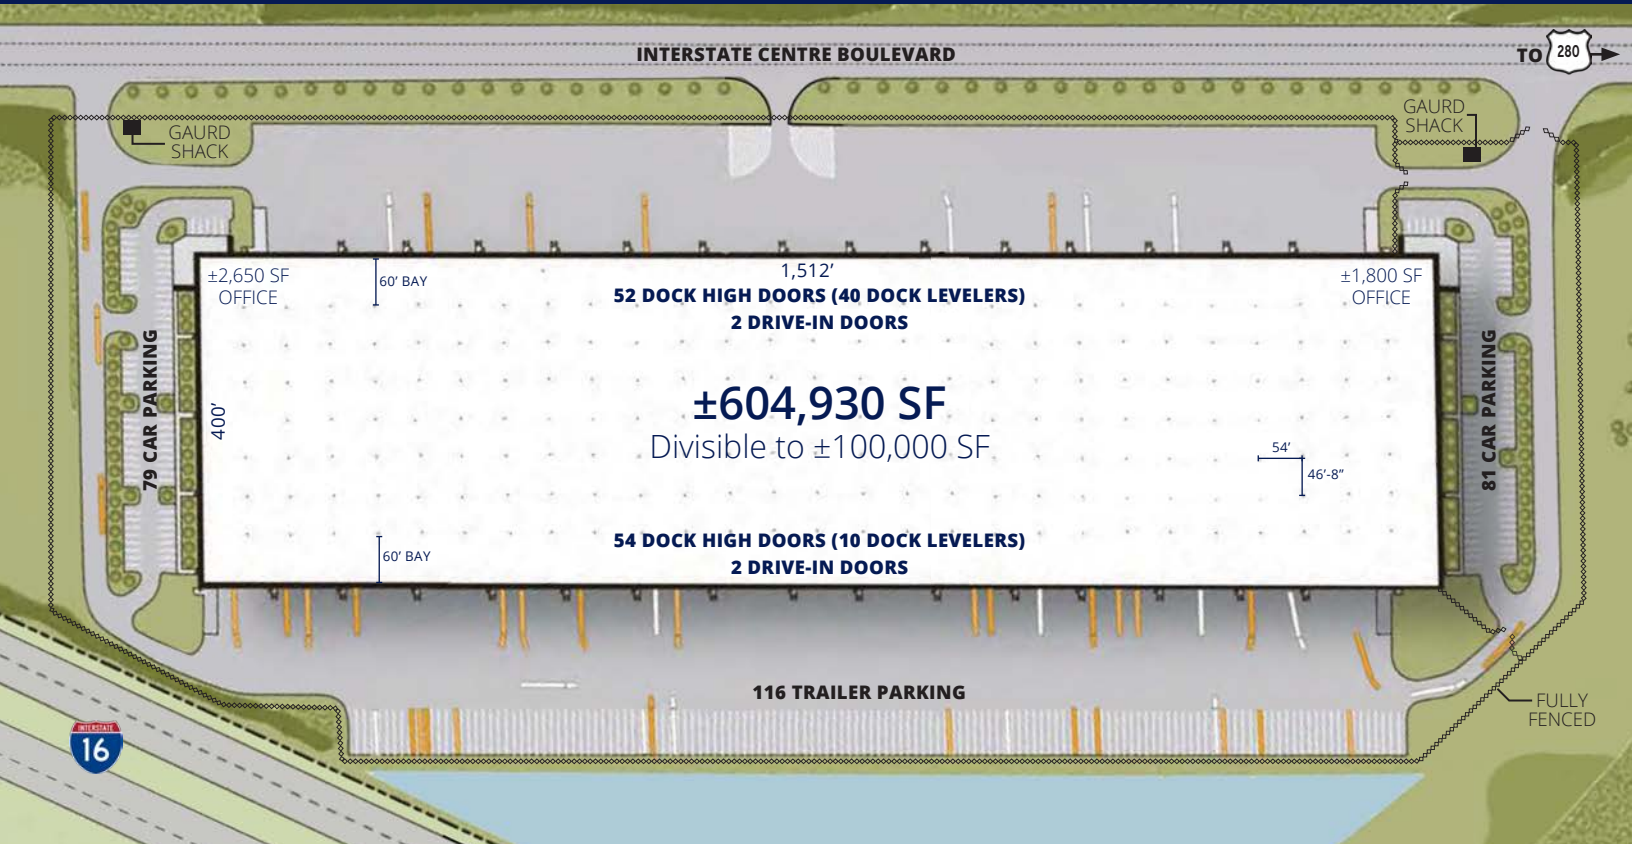 INTERSTATE CENTRE BOULEVARD
TO 280
GAURD
SHACK
GAURD
SHACK
±2,650 SF
OFFICE
60’ BAY
1,512’
52 DOCK HIGH DOORS (40 DOCK LEVELERS)
2 DRIVE-IN DOORS
±1,800 SF
OFFICE
79 CAR PARKING
400’
±604,930 SF
Divisible to ±100,000 SF
54’
46’-8”
81 CAR PARKING
60’ BAY
54 DOCK HIGH DOORS (10 DOCK LEVELERS)
2 DRIVE-IN DOORS
116 TRAILER PARKING
FULLY
FENCED
INTERSTATE
16